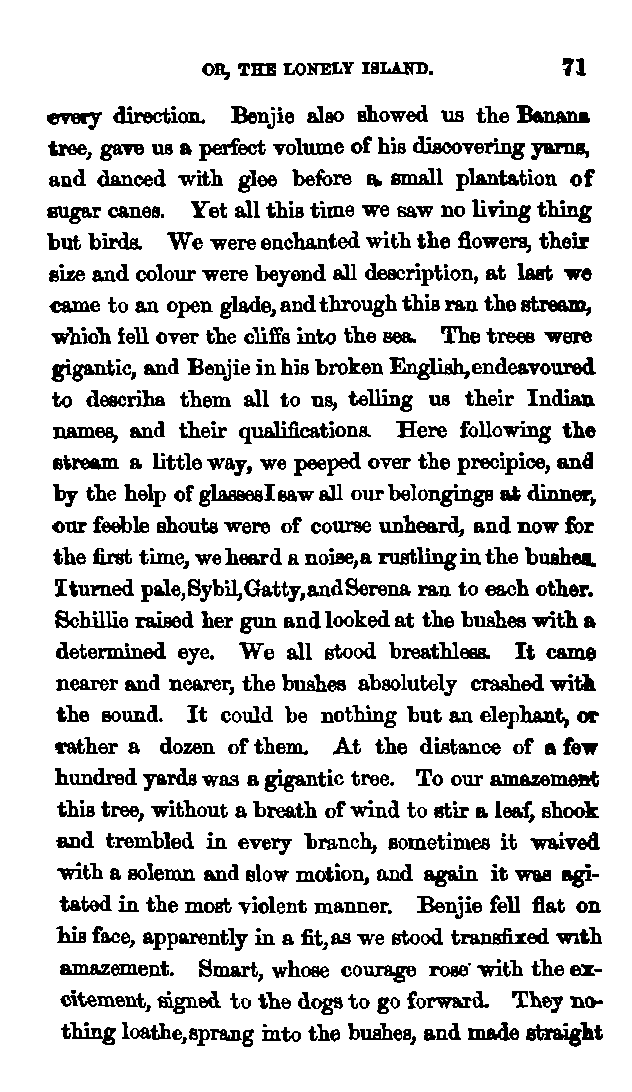 OR, THE LONELY ISLAND. 71
every direction. Benjie also showed us the Banana
tree, gave us a perfect volume of his discovering yarns,
and danced with glee before a small plantation of
sugar canes. Yet all this time we saw no living thing
but birds. We were enchanted with the flowers, their
size and colour were beyond all description, at last we
came to an open glade, and through this ran the stream,
which fell over the cliffs into the sea. The trees were
gigantic, and Benjie in his broken English, endeavoured
to describa them all to us, telling us their Indian
names, and their qualifications. Here following the
stream a little way, we peeped over the precipice, and
by the help of glasses I saw all our belongings at dinner,
our feeble shouts were of course unheard, and now for
the first time, we heard a noise, a rustling in the bushes.
I turned pale, Sybil, Gatty, and Serena ran to each other.
Schillie raised her gun and looked at the bushes with a
determined eye. We all stood breathless. It came
nearer and nearer, the bushes absolutely crashed with
the sound. It could be nothing but an elephant, or
rather a dozen of them. At the distance of a few
hundred yards was a gigantic tree. To our amazement
this tree, without a breath of wind to stir a leaf, shook
and trembled in every branch, sometimes it waived
with a solemn and slow motion, and again it was agi-
tated in the most violent manner. Benjie fell flat on
his face, apparently in a fit, as we stood transfixed with
amazement. Smart, whose courage rose with the ex-
citement, signed to the dogs to go forward. They no-
thing loathe, sprang into the bushes, and made straight